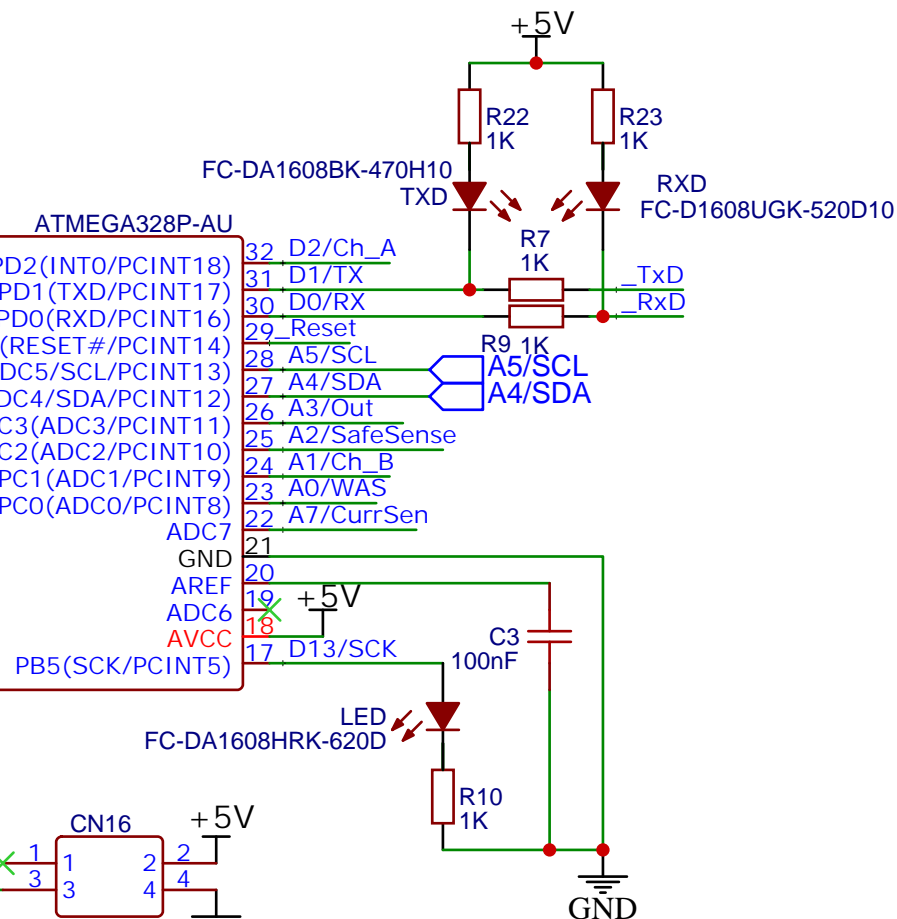 +5V
R22
1K
R23
1K
FC-DA1608BK-470H10
TXD
RXD
FC-D1608UGK-520D10
ATMEGA328P-AU
R7
1K
PD2(INT0/PCINT18) 32 D2/Ch_A
PD1(TXD/PCINT17) 31 D1/TX _TxD
PD0(RXD/PCINT16) 30 D0/RX _RxD
(RESET#/PCINT14) 29 _Reset
R9 1K
DC5/SCL/PCINT13) 28 A5/SCL A5/SCL
DC4/SDA/PCINT12) 27 A4/SDA A4/SDA
C3(ADC3/PCINT11) 26 A3/Out
C2(ADC2/PCINT10) 25 A2/SafeSense
PC1(ADC1/PCINT9) 24 A1/Ch_B
PC0(ADC0/PCINT8) 23 A0/WAS
ADC7 22 A7/CurrSen
GND 21
AREF 20
ADC6 19
+5V
AVCC 18
PB5(SCK/PCINT5) 17 D13/SCK
C3
100nF
LED
FC-DA1608HRK-620D
R10
1K
CN16
+5V
1 1 2 2
3 3 4 4
GND